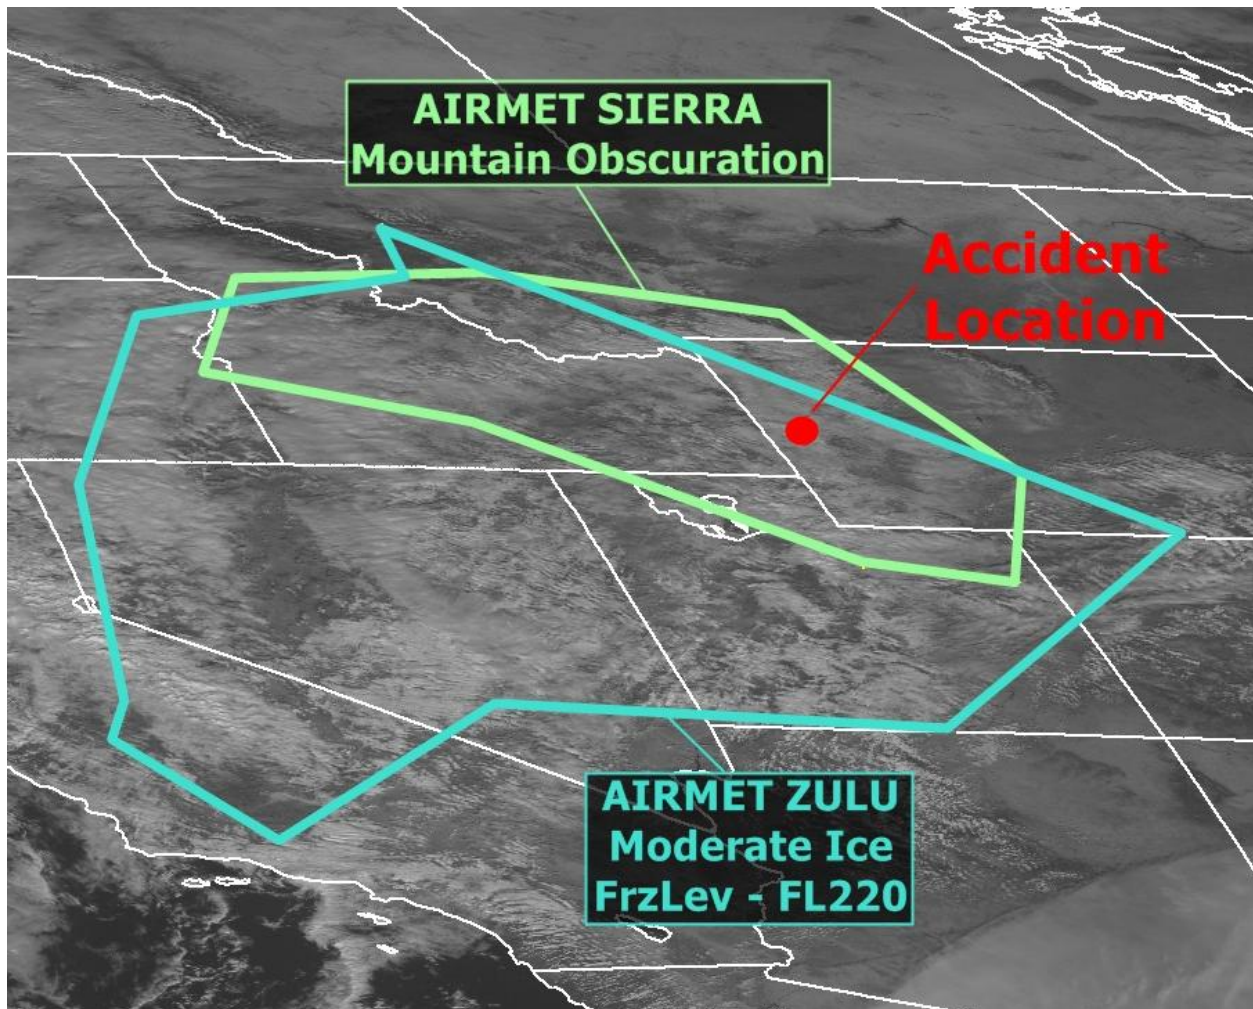 AIRMET SIERRA
Mountain Obscuration
Accident
Location
AIRMET ZULU
Moderate Ice
FrzLev - FL220